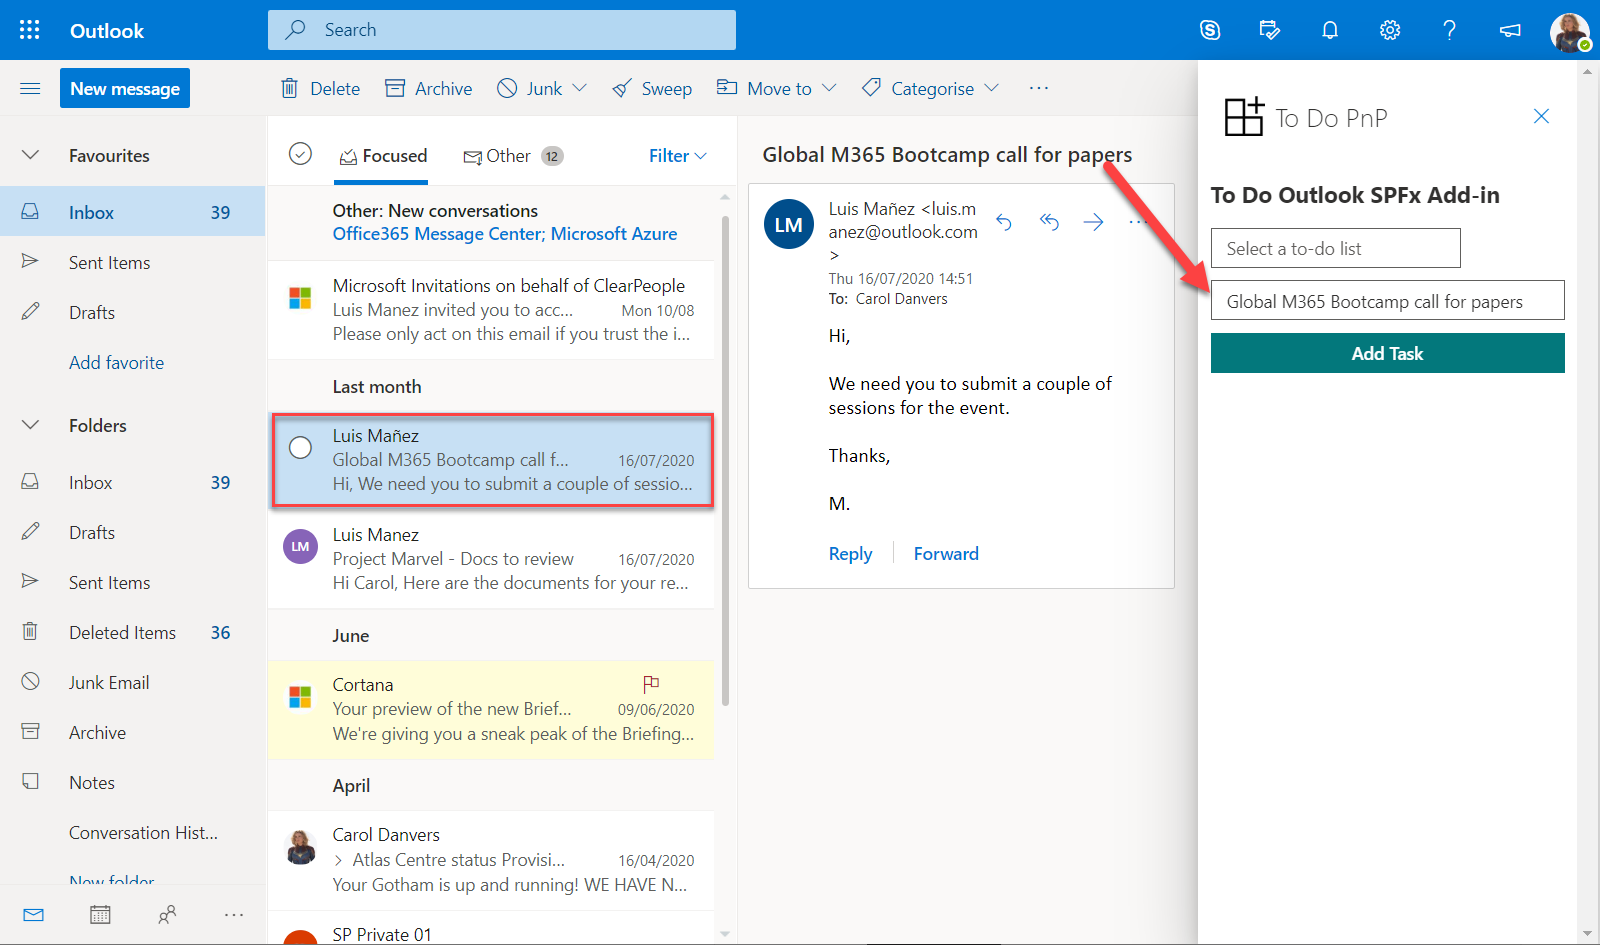 Outlook
Search
New message
Delete
Archive
Junk
Sweep
Move to
Categorise
Favourites
Inbox 39
Sent Items
Drafts
Add favorite
Folders
Inbox 39
Drafts
Sent Items
Deleted Items 36
Junk Email
Archive
Notes
Conversation Hist...
New folder
Focused
Other 12
Filter
Other: New conversations
Office365 Message Center; Microsoft Azure
Microsoft Invitations on behalf of ClearPeople
Luis Manez invited you to acc... Mon 10/08
Please only act on this email if you trust the i...
Last month
Luis Mañez
Global M365 Bootcamp call f... 16/07/2020
Hi, We need you to submit a couple of sessio...
LM
Luis Manez
Project Marvel - Docs to review 16/07/2020
Hi Carol, Here are the documents for your re...
June
Cortana
Your preview of the new Brief... 09/06/2020
We're giving you a sneak peak of the Briefing...
April
Carol Danvers
> Atlas Centre status Provisi... 16/04/2020
Your Gotham is up and running! WE HAVE N...
SP Private 01
Global M365 Bootcamp call for papers
LM
Luis Mañez <luis.m
anez@outlook.com
>
Thu 16/07/2020 14:51
To: Carol Danvers
Hi,
We need you to submit a couple of
sessions for the event.
Thanks,
M.
Reply
Forward
To Do PnP
To Do Outlook SPFx Add-in
Select a to-do list
Global M365 Bootcamp call for papers
Add Task